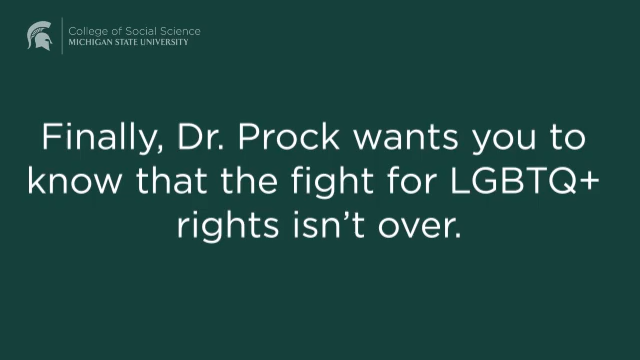 College of Social Science
MICHIGAN STATE UNIVERSITY
Finally, Dr. Prock wants you to
know that the fight for LGBTQ+
rights isn’t over.